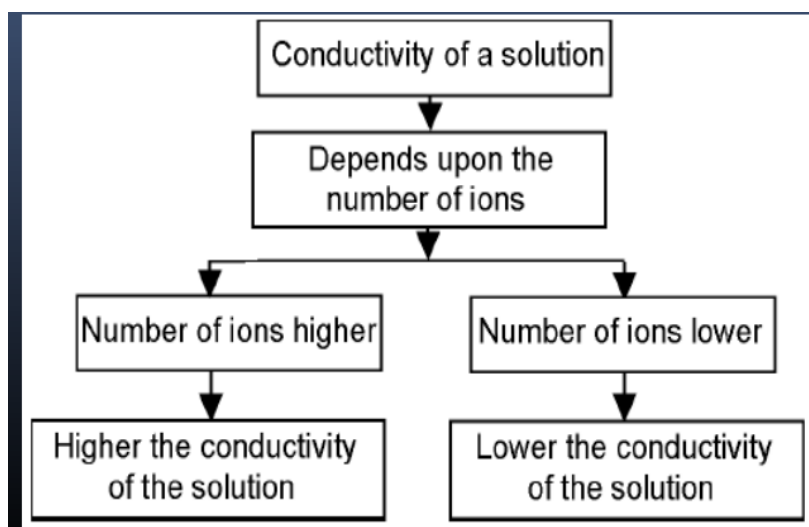 Conductivity of a solution
Depends upon the
number of ions
Number of ions higher
Number of ions lower
Higher the conductivity
of the solution
Lower the conductivity
of the solution